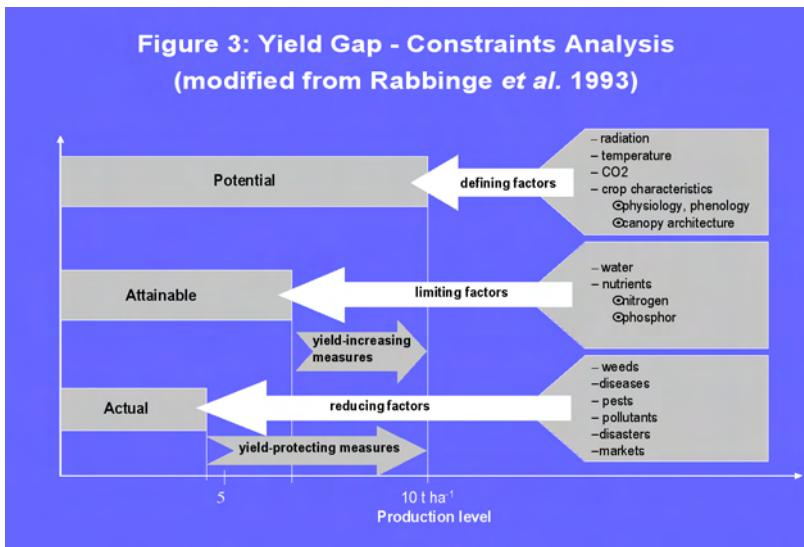 Figure 3: Yield Gap - Constraints Analysis
(modified from Rabbinge et al. 1993)
Potential
defining factors
– radiation
– temperature
– CO2
– crop characteristics
⊙physiology, phenology
⊙canopy architecture
Attainable
limiting factors
– water
– nutrients
⊙nitrogen
⊙phosphor
yield-increasing
measures
Actual
reducing factors
– weeds
–diseases
– pests
– pollutants
–disasters
–markets
yield-protecting measures
5
10 t ha⁻¹
Production level